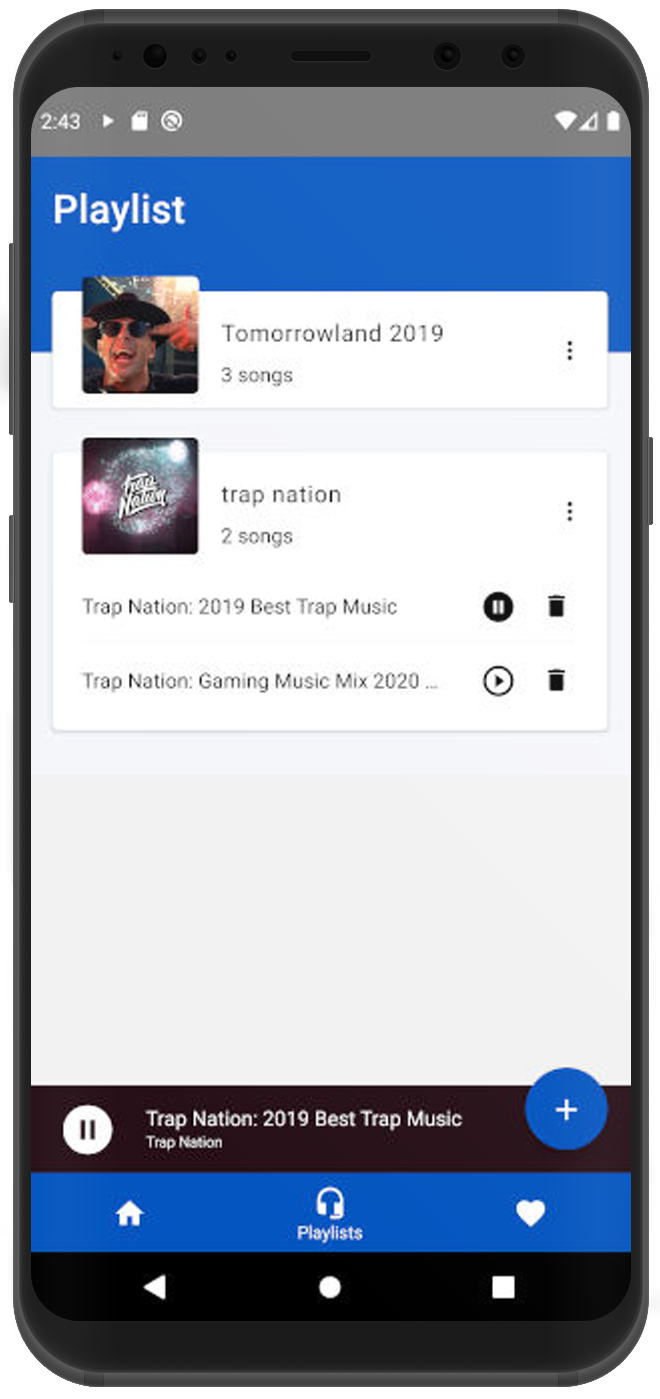 2:43
Playlist
Tomorrowland 2019
3 songs
trap Nation
trap nation
2 songs
Trap Nation: 2019 Best Trap Music
Trap Nation: Gaming Music Mix 2020 ...
Trap Nation: 2019 Best Trap Music
Trap Nation
Playlists